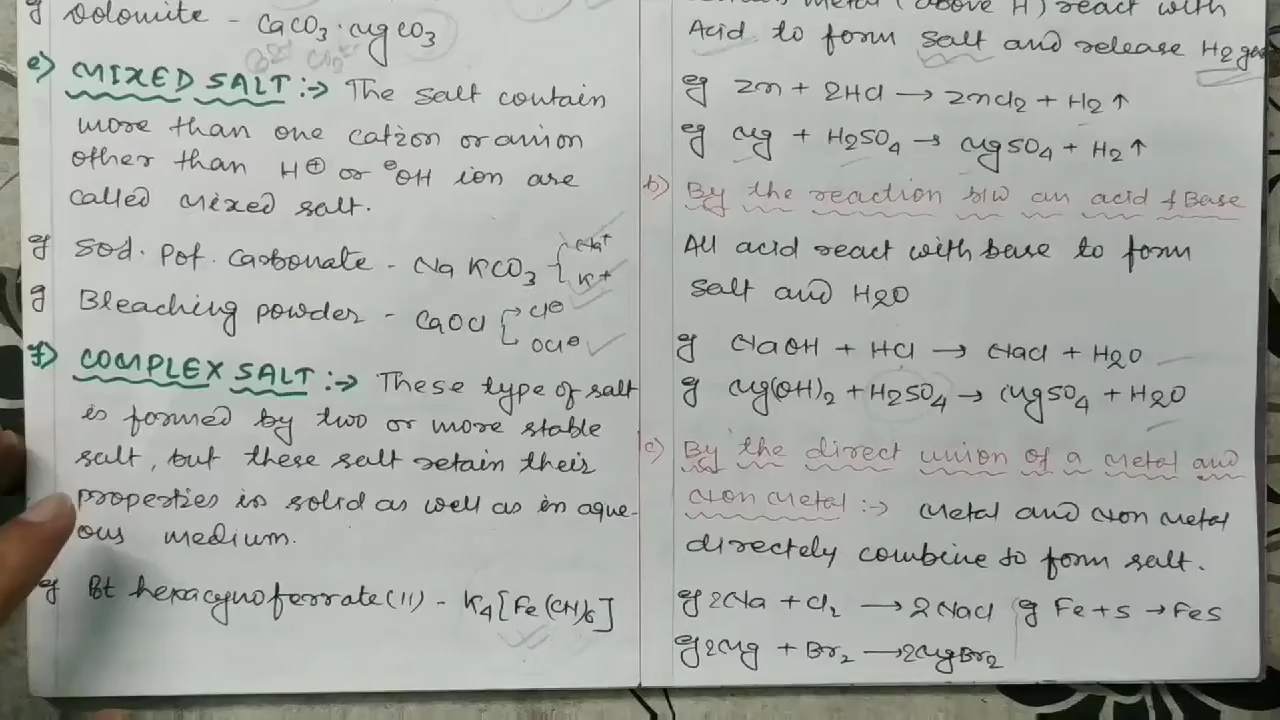 eg Dolomite - CaCO3·MgCO3
e) MIXED SALT :-> The salt contain
more than one cation or anion
other than H⊕ or ⊖OH ion are
called Mixed salt.
eg Sod. Pot. Carbonate - NaKCO3 { Na+
K+
eg Bleaching powder - CaOCl { Cl⊖
OCl⊖
f) COMPLEX SALT :-> These type of salt
is formed by two or more stable
salt, but these salt retain their
properties in solid as well as in aque-
ous medium.
eg Pt hexacynoferrate(II) - K4[Fe(CN)6]
metal (above H) react with
Acid to form salt and release H2 gas
eg Zn + 2HCl → ZnCl2 + H2↑
eg Mg + H2SO4 → MgSO4 + H2↑
b) By the reaction b/w an acid & Base
All acid react with base to form
salt and H2O
eg NaOH + HCl → NaCl + H2O
eg Mg(OH)2 + H2SO4 → MgSO4 + H2O
c) By the direct union of a Metal and
Non Metal :-> Metal and Non Metal
directely combine to form salt.
eg 2Na + Cl2 → 2NaCl eg Fe+S → FeS
eg 2Mg + Br2 → 2MgBr2